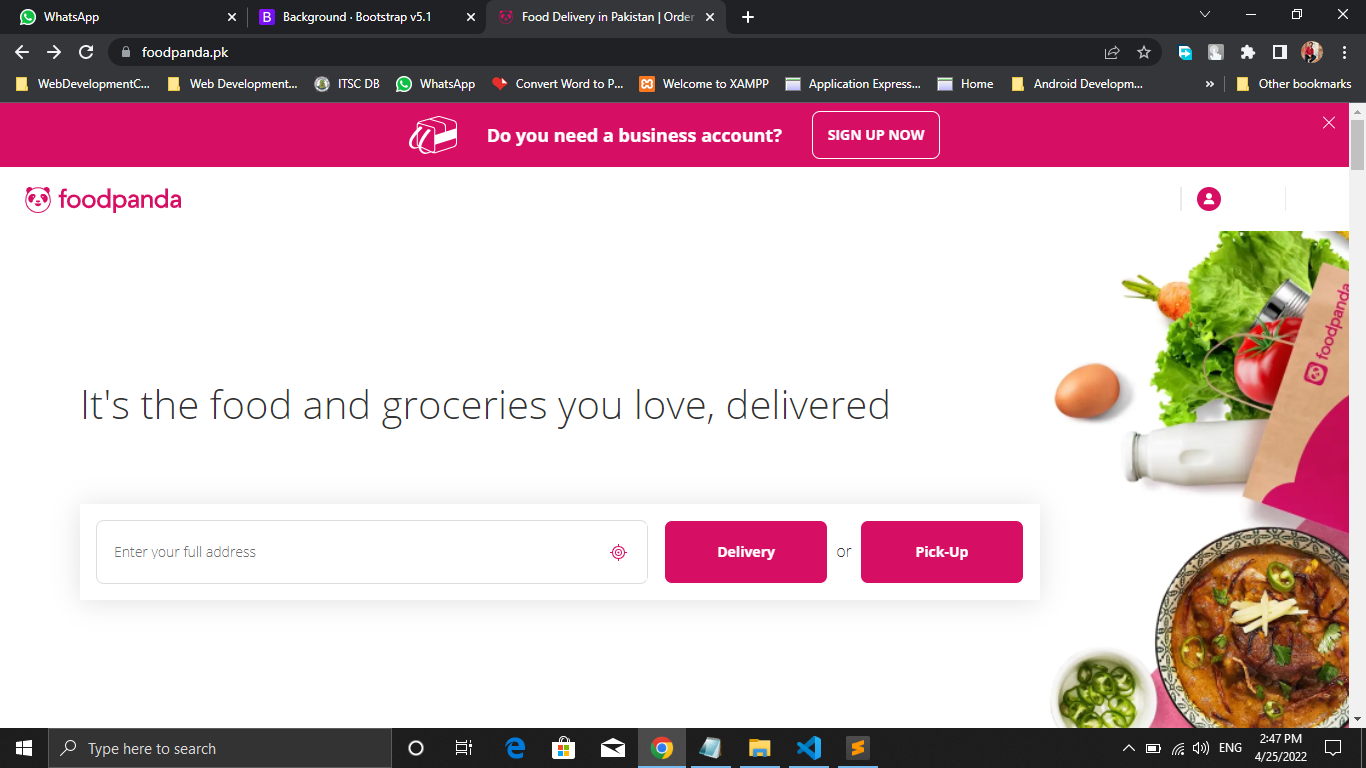 WhatsApp
Background · Bootstrap v5.1
Food Delivery in Pakistan | Order
foodpanda.pk
WebDevelopmentC...
Web Development...
ITSC DB
WhatsApp
Convert Word to P...
Welcome to XAMPP
Application Express...
Home
Android Developm...
»
Other bookmarks
Do you need a business account?
SIGN UP NOW
foodpanda
foodpanda
It's the food and groceries you love, delivered
Enter your full address
Delivery
or
Pick-Up
Type here to search
ENG
2:47 PM
4/25/2022